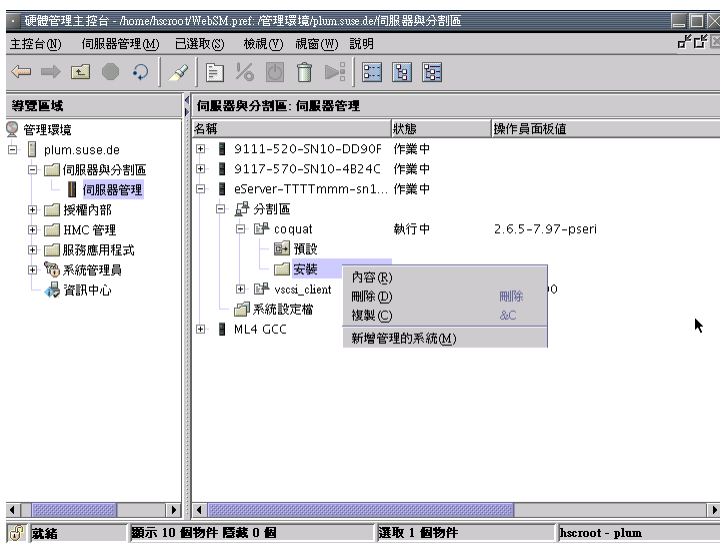 硬體管理主控台 - /home/hscroot/WebSM.pref: /管理環境/plum.suse.de/伺服器與分割區
主控台(N) 伺服器管理(M) 已選取(S) 檢視(V) 視窗(W) 說明
導覽區域
伺服器與分割區: 伺服器管理
管理環境
plum.suse.de
伺服器與分割區
伺服器管理
授權內部
HMC 管理
服務應用程式
系統管理員
資訊中心
名稱 狀態 操作員面板值
9111-520-SN10-DD90F 作業中
9117-570-SN10-4B24C 作業中
eServer-TTTTmmm-sn1... 作業中
分割區
coquat 執行中 2.6.5-7.97-pseri
預設
安裝
vscsi_client
系統設定檔
ML4 GCC
內容(R)
刪除(D) 刪除
複製(C) &C
新增管理的系統(M)
就緒 顯示 10 個物件 隱藏 0 個 選取 1 個物件 hscroot - plum